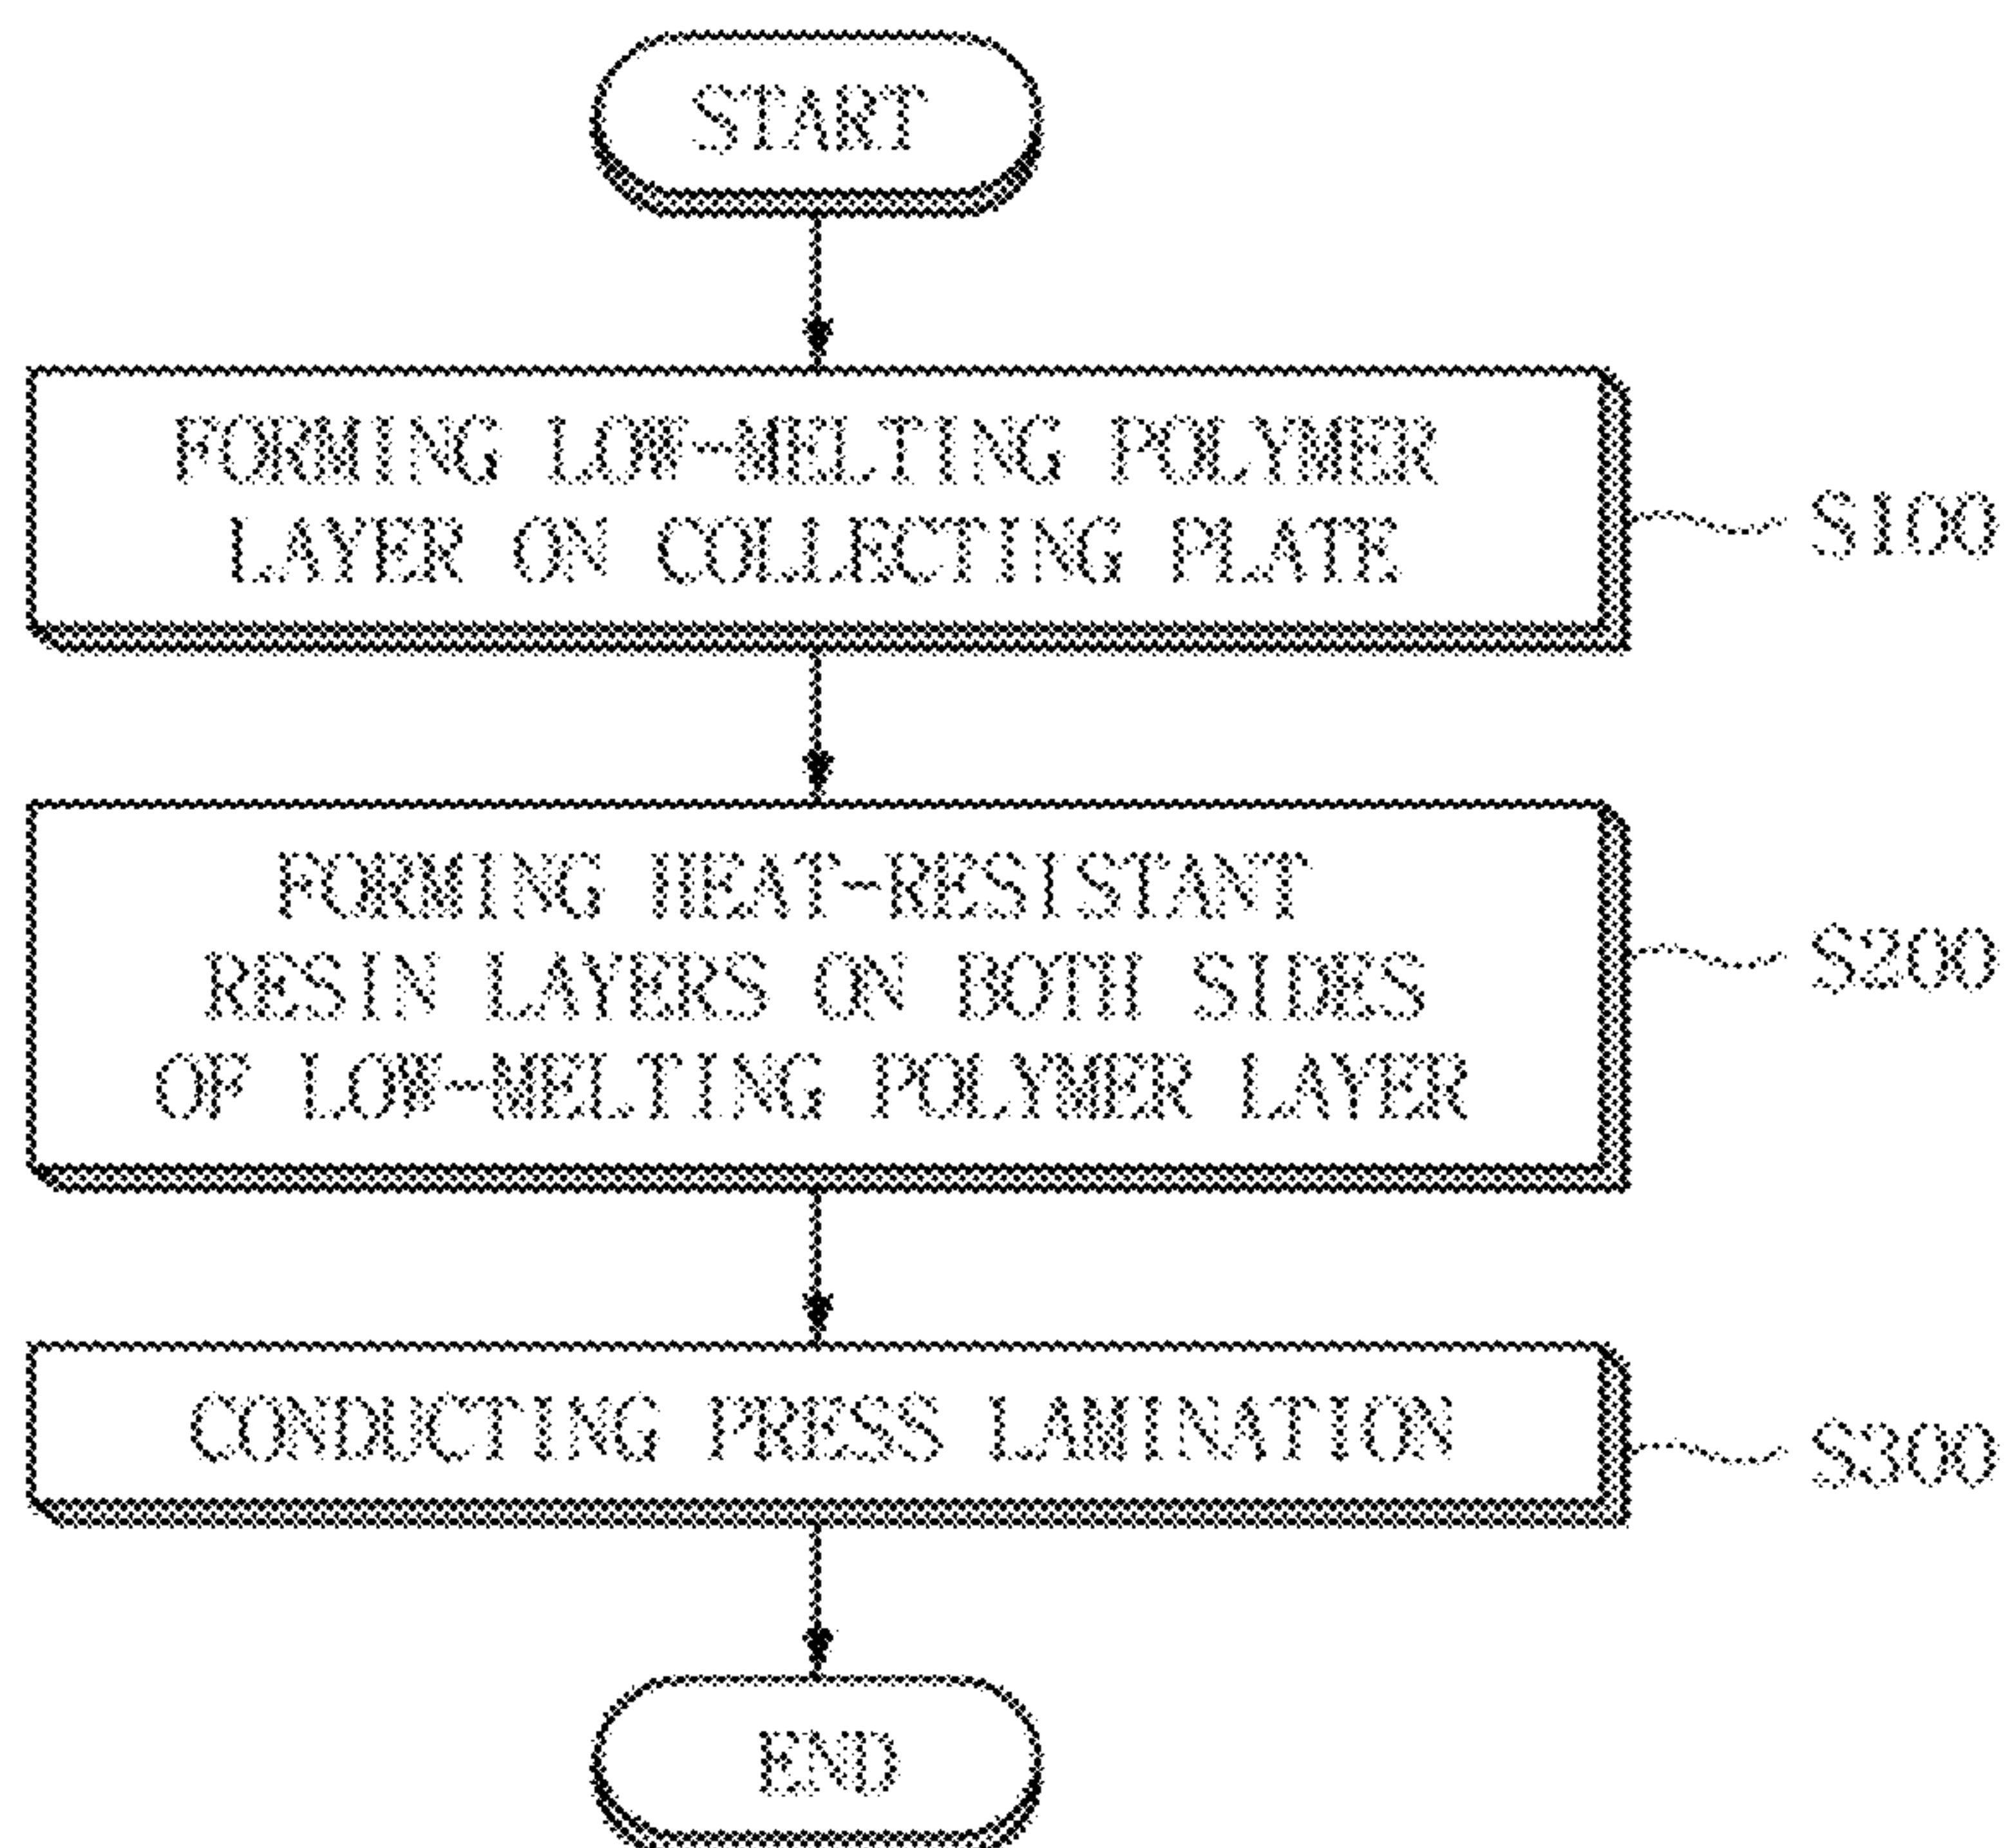 START
FORMING LOW-MELTING POLYMER
LAYER ON COLLECTING PLATE
S100
FORMING HEAT-RESISTANT
RESIN LAYERS ON BOTH SIDES
OF LOW-MELTING POLYMER LAYER
S200
CONDUCTING PRESS LAMINATION
S300
END